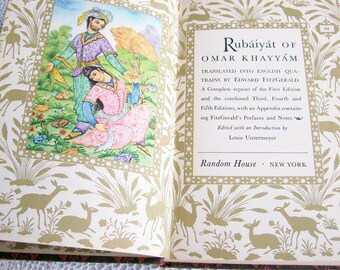 Rubáiyát OF
OMAR KHAYYÁM
TRANSLATED INTO ENGLISH QUA-
TRAINS BY EDWARD FITZGERALD
A Complete reprint of the First Edition
and the combined Third, Fourth and
Fifth Editions, with an Appendix contain-
ing FitzGerald's Prefaces and Notes
Edited with an Introduction by
Louis Untermeyer
Random House · NEW YORK